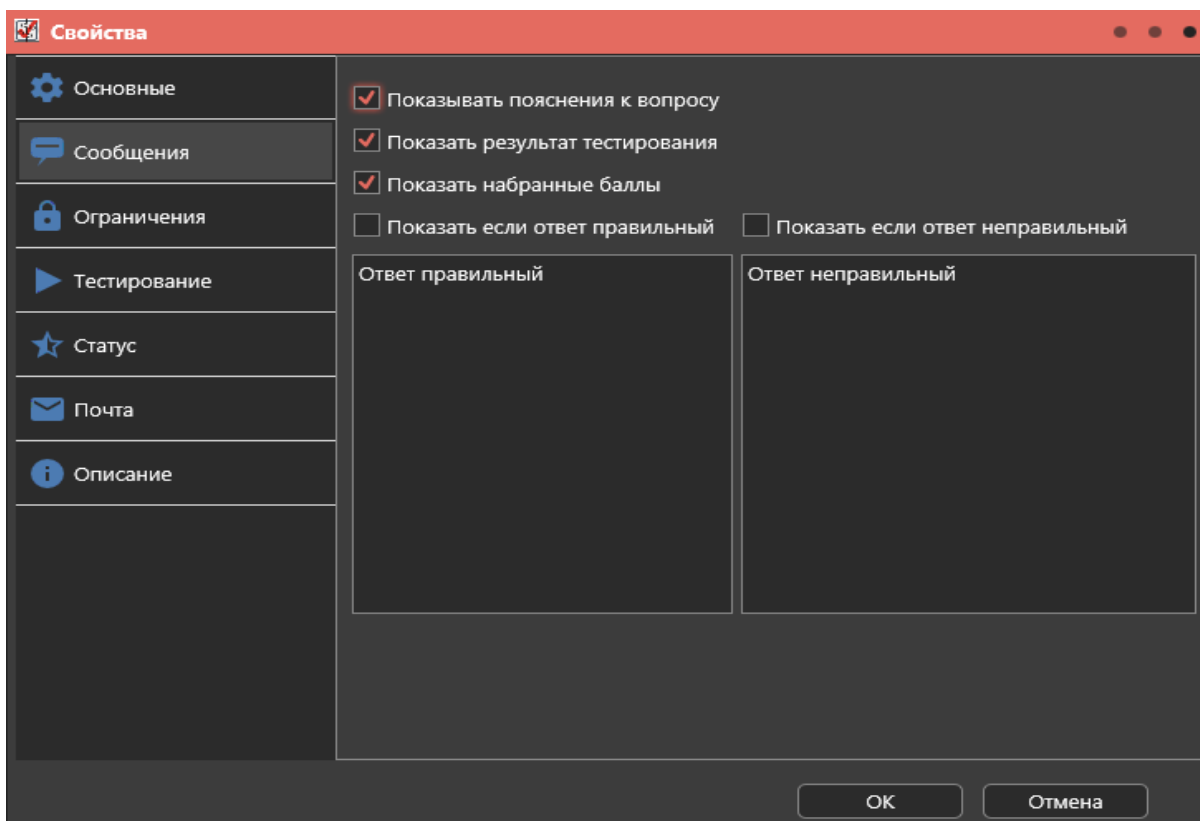 Свойства
Основные
Сообщения
Ограничения
Тестирование
Статус
Почта
Описание
Показывать пояснения к вопросу
Показать результат тестирования
Показать набранные баллы
Показать если ответ правильный
Показать если ответ неправильный
Ответ правильный
Ответ неправильный
ОК
Отмена